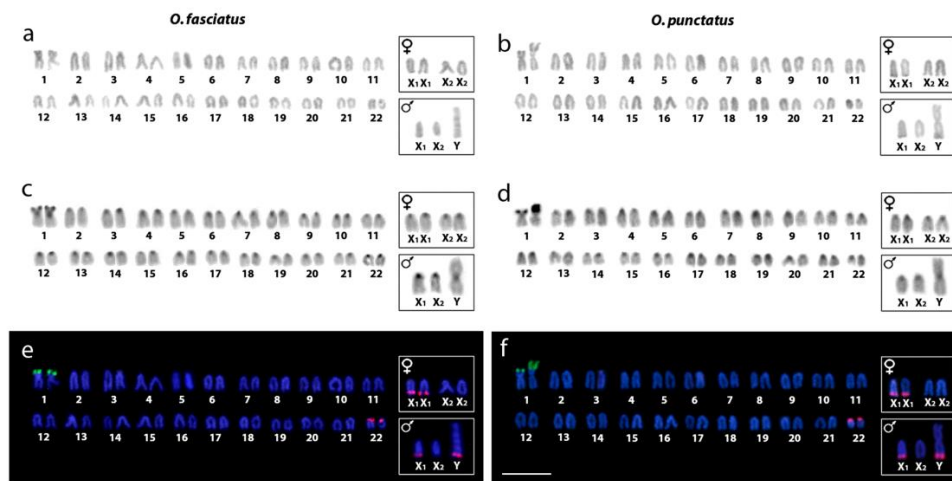 O. fasciatus
O. punctatus
a
♀
X1 X1 X2 X2
1 2 3 4 5 6 7 8 9 10 11
♂
X1 X2 Y
12 13 14 15 16 17 18 19 20 21 22
b
♀
X1 X1 X2 X2
1 2 3 4 5 6 7 8 9 10 11
♂
X1 X2 Y
12 13 14 15 16 17 18 19 20 21 22
c
♀
X1 X1 X2 X2
1 2 3 4 5 6 7 8 9 10 11
♂
X1 X2 Y
12 13 14 15 16 17 18 19 20 21 22
d
♀
X1 X1 X2 X2
1 2 3 4 5 6 7 8 9 10 11
♂
X1 X2 Y
12 13 14 15 16 17 18 19 20 21 22
e
♀
X1 X1 X2 X2
1 2 3 4 5 6 7 8 9 10 11
♂
X1 X2 Y
12 13 14 15 16 17 18 19 20 21 22
f
♀
X1 X1 X2 X2
1 2 3 4 5 6 7 8 9 10 11
♂
X1 X2 Y
12 13 14 15 16 17 18 19 20 21 22